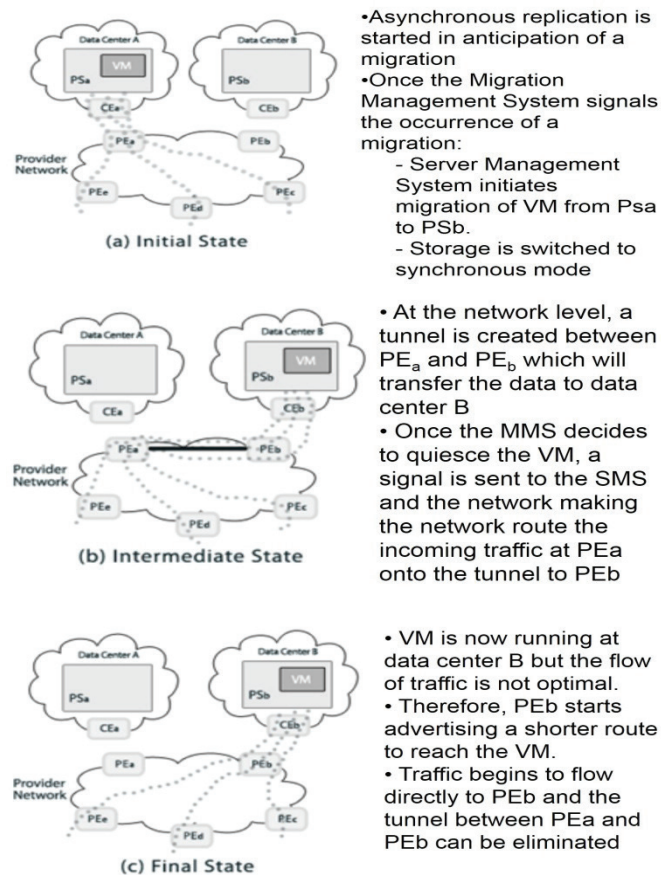 Data Center A
Data Center B
VM
PSa
PSb
CEa
CEb
PEa
PEb
Provider
Network
PEe
PEc
PEd
(a) Initial State
•Asynchronous replication is
started in anticipation of a
migration
•Once the Migration
Management System signals
the occurrence of a
migration:
- Server Management
System initiates
migration of VM from Psa
to PSb.
- Storage is switched to
synchronous mode
Data Center A
Data Center B
VM
PSa
PSb
CEa
CEb
PEa
PEb
Provider
Network
PEe
PEc
PEd
(b) Intermediate State
• At the network level, a
tunnel is created between
PEa and PEb which will
transfer the data to data
center B
• Once the MMS decides
to quiesce the VM, a
signal is sent to the SMS
and the network making
the network route the
incoming traffic at PEa
onto the tunnel to PEb
Data Center A
Data Center B
VM
PSa
PSb
CEa
CEb
PEa
PEb
Provider
Network
PEe
PEc
PEd
(c) Final State
• VM is now running at
data center B but the flow
of traffic is not optimal.
• Therefore, PEb starts
advertising a shorter route
to reach the VM.
• Traffic begins to flow
directly to PEb and the
tunnel between PEa and
PEb can be eliminated